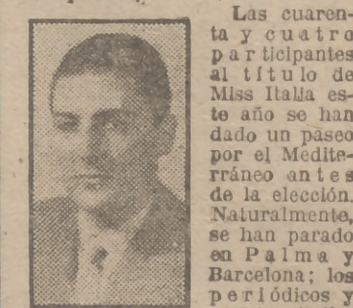 Las cuaren-
ta y cuatro
participantes
al título de
Miss Italia es-
te año se han
dado un paseo
por el Medite-
rráneo antes
de la elección.
Naturalmente,
se han parado
en Palma y
Barcelona; los
periódicos y